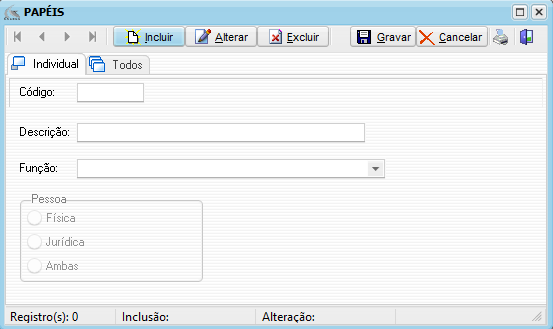 PAPÉIS
Incluir Alterar Excluir Gravar Cancelar
Individual Todos
Código:
Descrição:
Função:
Pessoa
Física
Jurídica
Ambas
Registro(s): 0 Inclusão: Alteração: